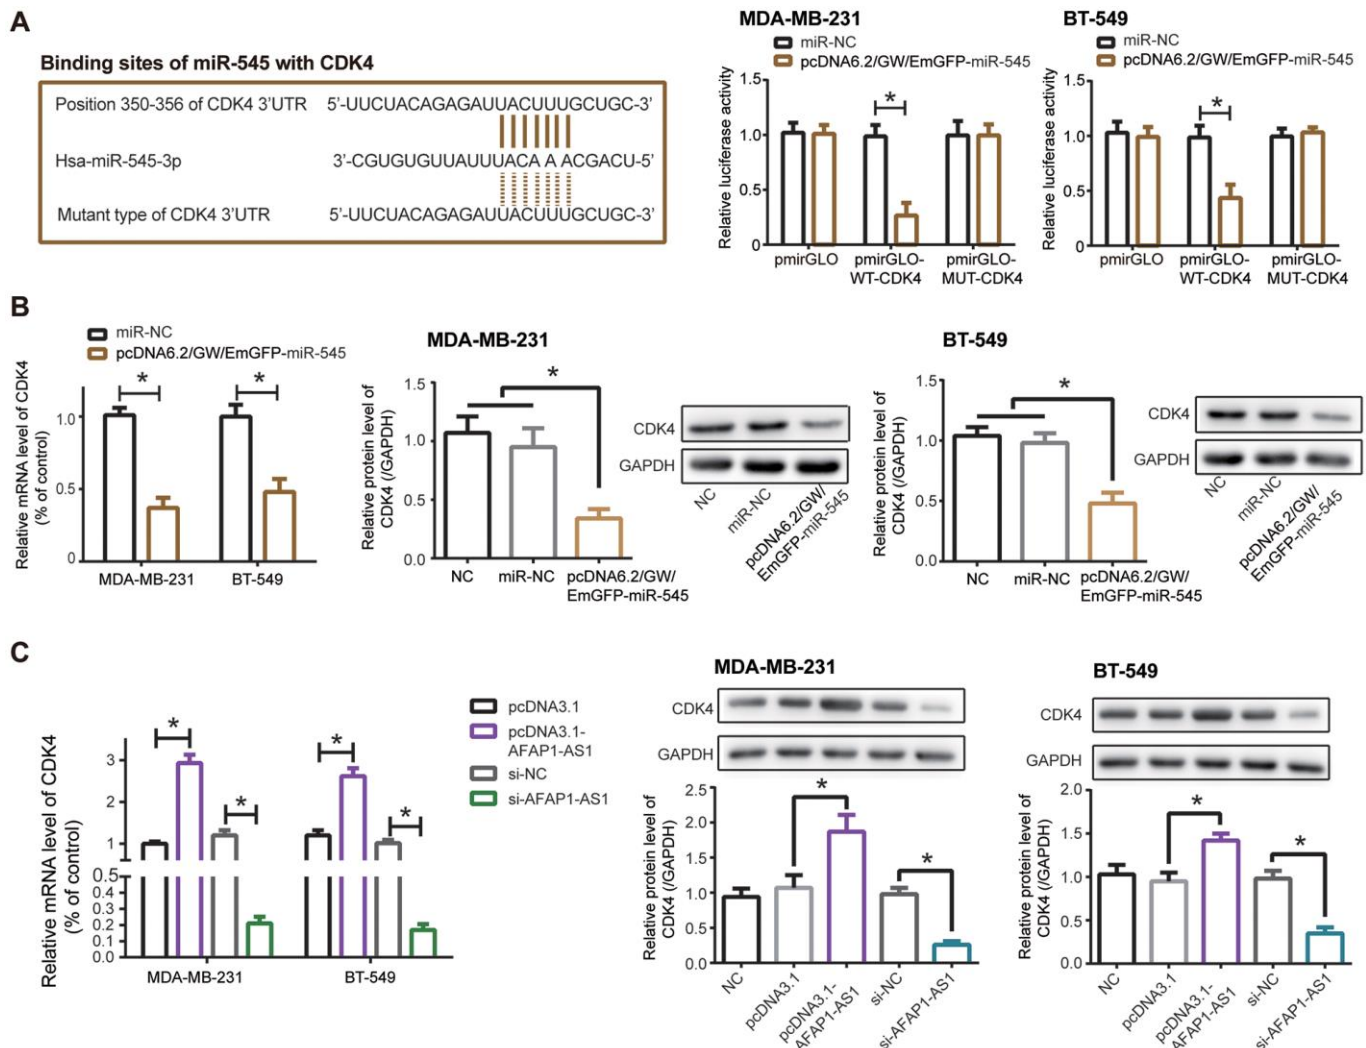 A
Binding sites of miR-545 with CDK4
Position 350-356 of CDK4 3'UTR 5'-UUCUACAGAGAUUACUUUGCUGC-3'
Hsa-miR-545-3p 3'-CGUGUGUUAUUUACA A ACGACU-5'
Mutant type of CDK4 3'UTR 5'-UUCUACAGAGAUUACUUUGCUGC-3'
MDA-MB-231
miR-NC
pcDNA6.2/GW/EmGFP-miR-545
Relative luciferase activity
1.5
1.0
0.5
0
*
pmirGLO
pmirGLO-
WT-CDK4
pmirGLO-
MUT-CDK4
BT-549
miR-NC
pcDNA6.2/GW/EmGFP-miR-545
Relative luciferase activity
1.5
1.0
0.5
0
*
pmirGLO
pmirGLO-
WT-CDK4
pmirGLO-
MUT-CDK4
B
miR-NC
pcDNA6.2/GW/EmGFP-miR-545
Relative mRNA level of CDK4
(% of control)
1.0
0.5
0
*
*
MDA-MB-231
BT-549
MDA-MB-231
Relative protein level of
CDK4 (/GAPDH)
1.5
1.0
0.5
0.0
*
NC
miR-NC
pcDNA6.2/GW/
EmGFP-miR-545
CDK4
GAPDH
NC
miR-NC
pcDNA6.2/GW/
EmGFP-miR-545
BT-549
Relative protein level of
CDK4 (/GAPDH)
1.5
1.0
0.5
0.0
*
NC
miR-NC
pcDNA6.2/GW/
EmGFP-miR-545
CDK4
GAPDH
NC
miR-NC
pcDNA6.2/GW/
EmGFP-miR-545
C
Relative mRNA level of CDK4
(% of control)
3
2
1
0.5
0.4
0.3
0.2
0.1
0.0
*
*
*
*
MDA-MB-231
BT-549
pcDNA3.1
pcDNA3.1-
AFAP1-AS1
si-NC
si-AFAP1-AS1
MDA-MB-231
CDK4
GAPDH
Relative protein level of
CDK4 (/GAPDH)
2.5
2.0
1.5
1.0
0.5
0.0
*
*
NC
pcDNA3.1
pcDNA3.1-
AFAP1-AS1
si-NC
si-AFAP1-AS1
BT-549
CDK4
GAPDH
Relative protein level of
CDK4 (/GAPDH)
2.0
1.5
1.0
0.5
0.0
*
*
NC
pcDNA3.1
pcDNA3.1-
AFAP1-AS1
si-NC
si-AFAP1-AS1